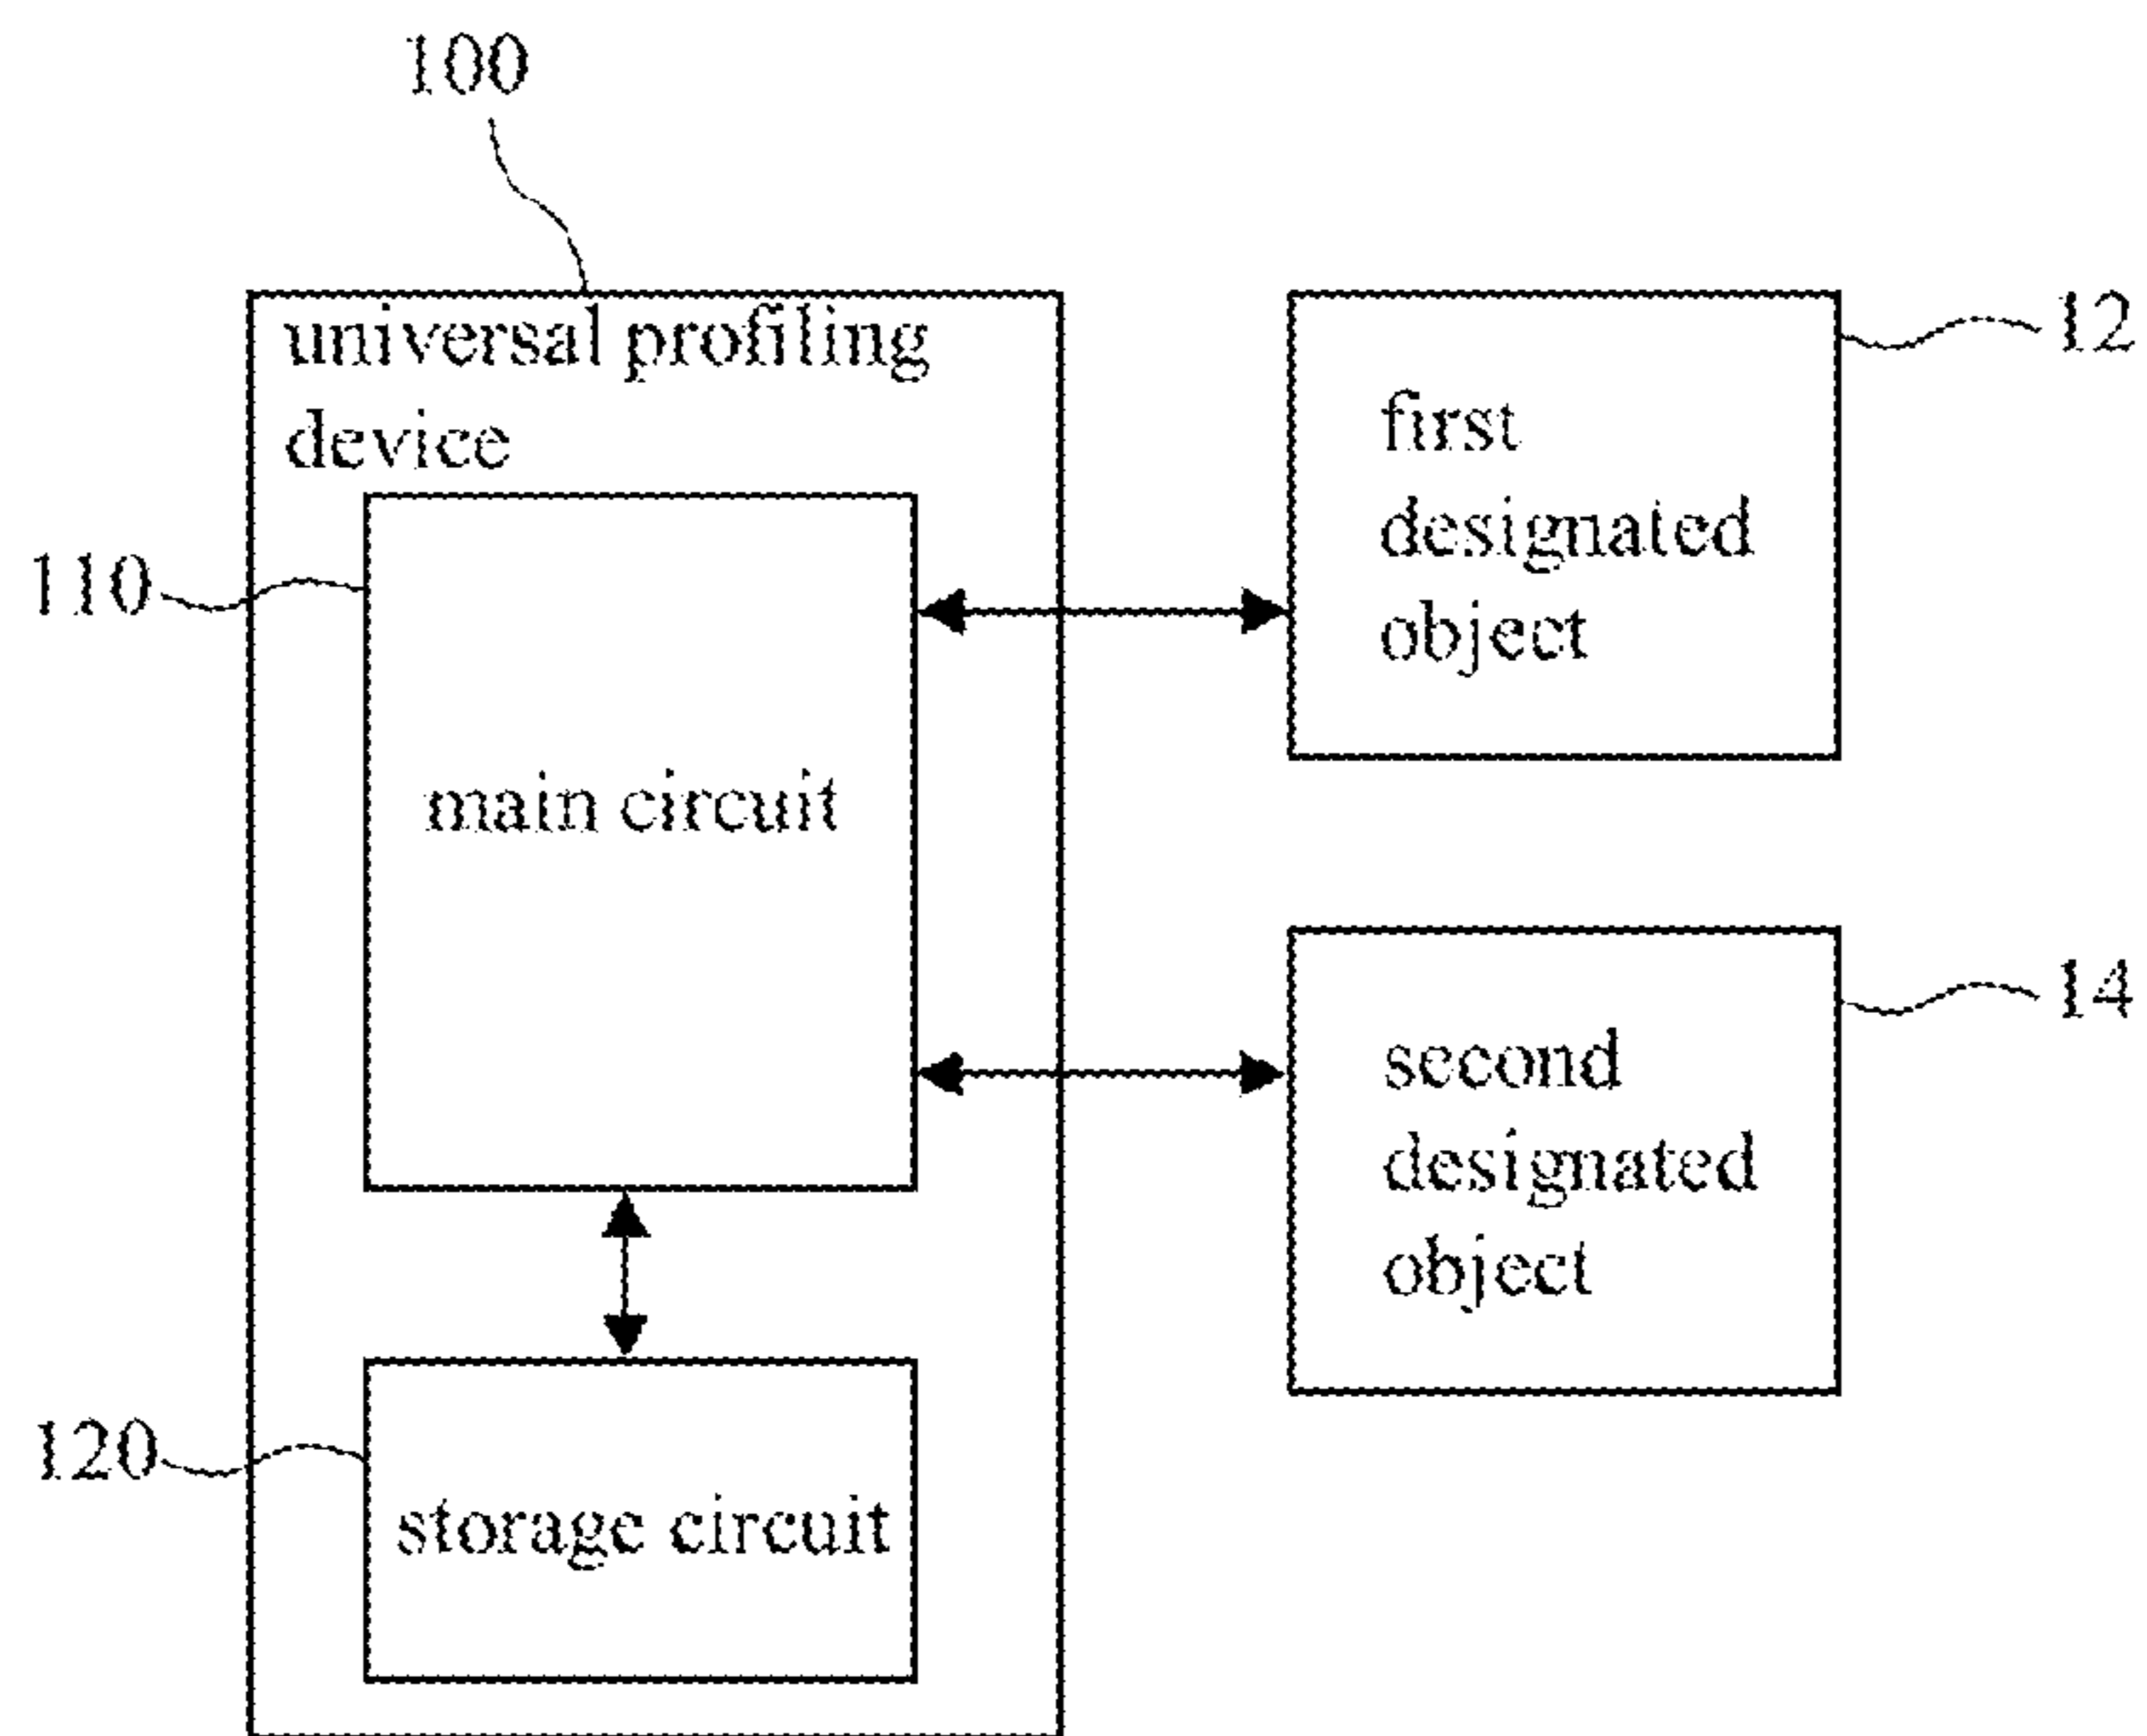 100
universal profiling
device
12
first
designated
object
110
main circuit
14
second
designated
object
120
storage circuit